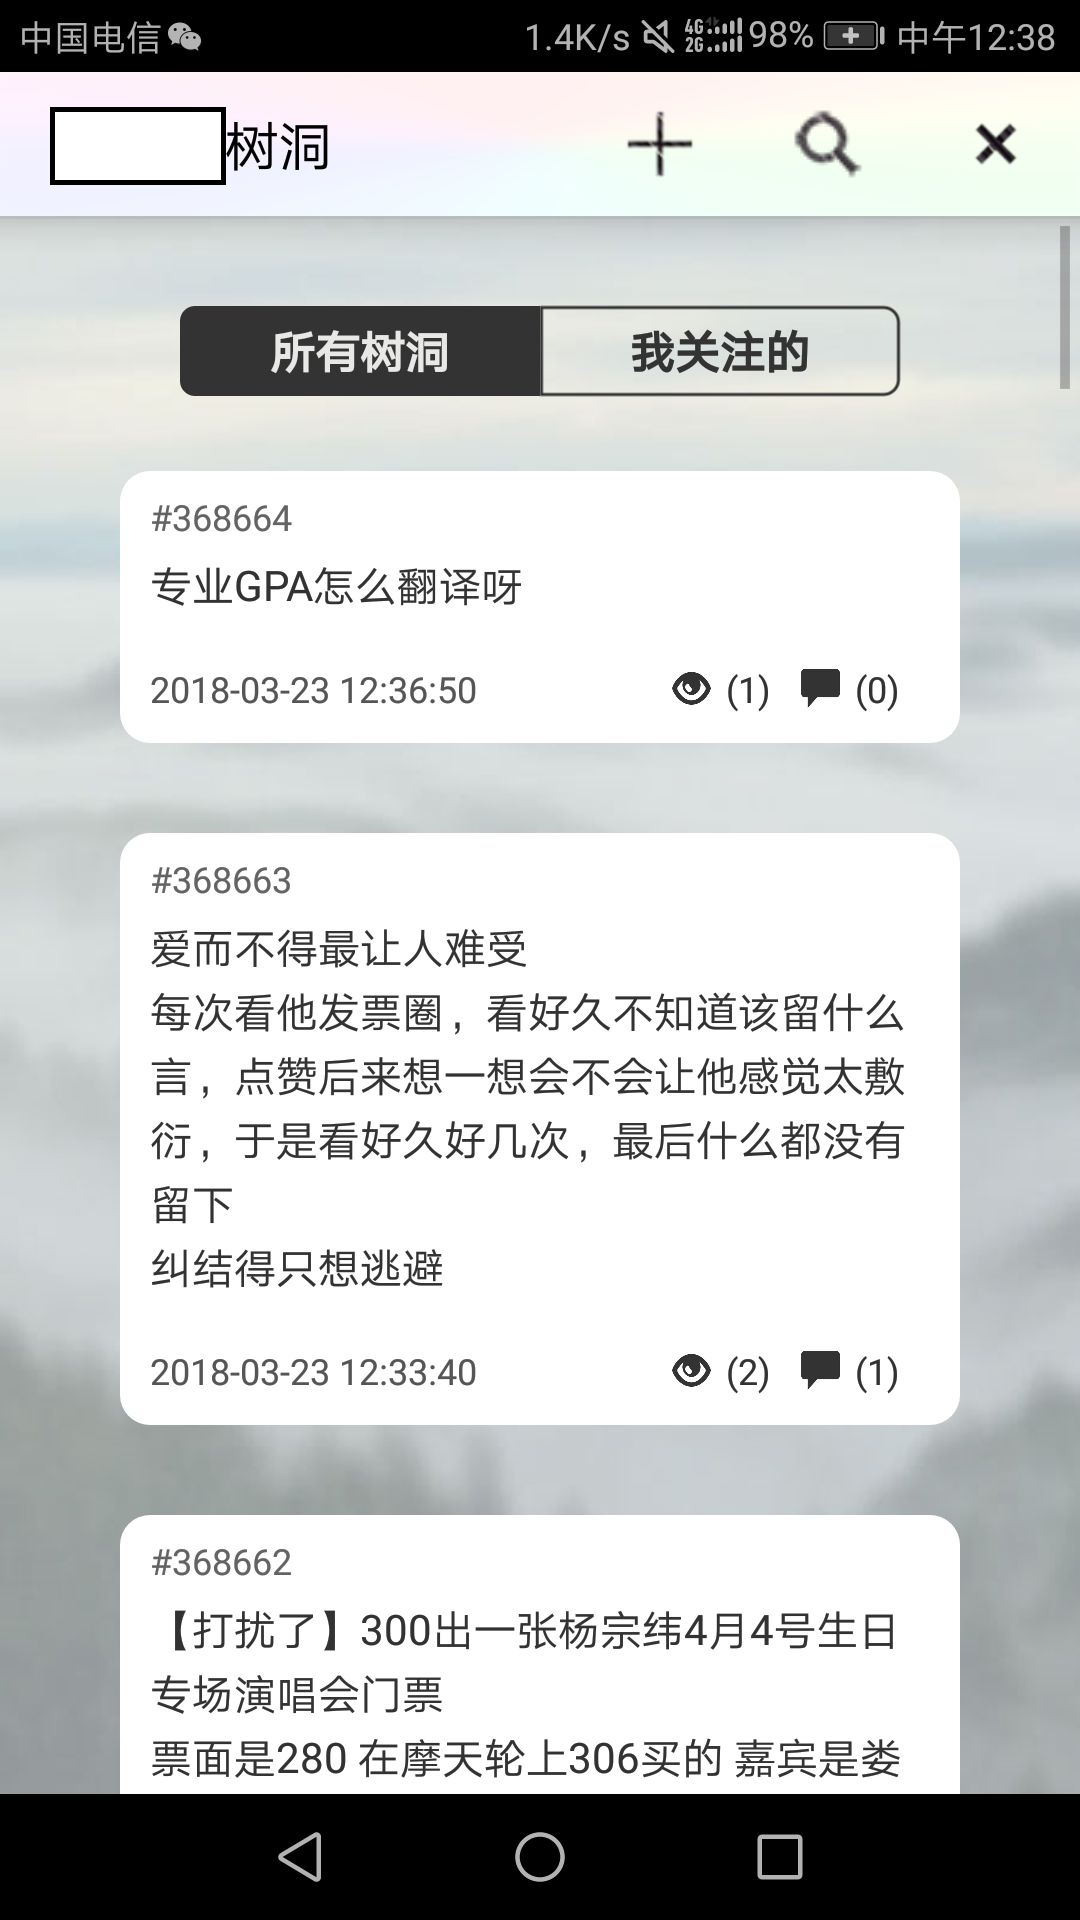 中国电信 1.4K/s 4G 2G 98% 中午12:38
树洞
所有树洞 我关注的
#368664
专业GPA怎么翻译呀
2018-03-23 12:36:50 (1) (0)
#368663
爱而不得最让人难受
每次看他发票圈，看好久不知道该留什么
言，点赞后来想一想会不会让他感觉太敷
衍，于是看好久好几次，最后什么都没有
留下
纠结得只想逃避
2018-03-23 12:33:40 (2) (1)
#368662
【打扰了】300出一张杨宗纬4月4号生日
专场演唱会门票
票面是280 在摩天轮上306买的 嘉宾是娄